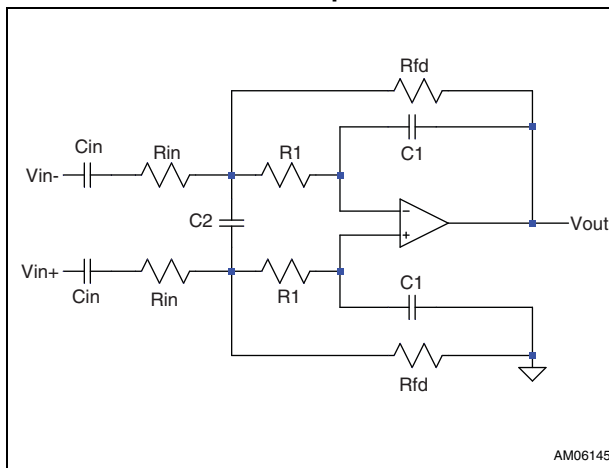 Rfd
Cin
Rin
R1
C1
Vin-
C2
−
+
Vout
Vin+
Cin
Rin
R1
C1
Rfd
AM06145